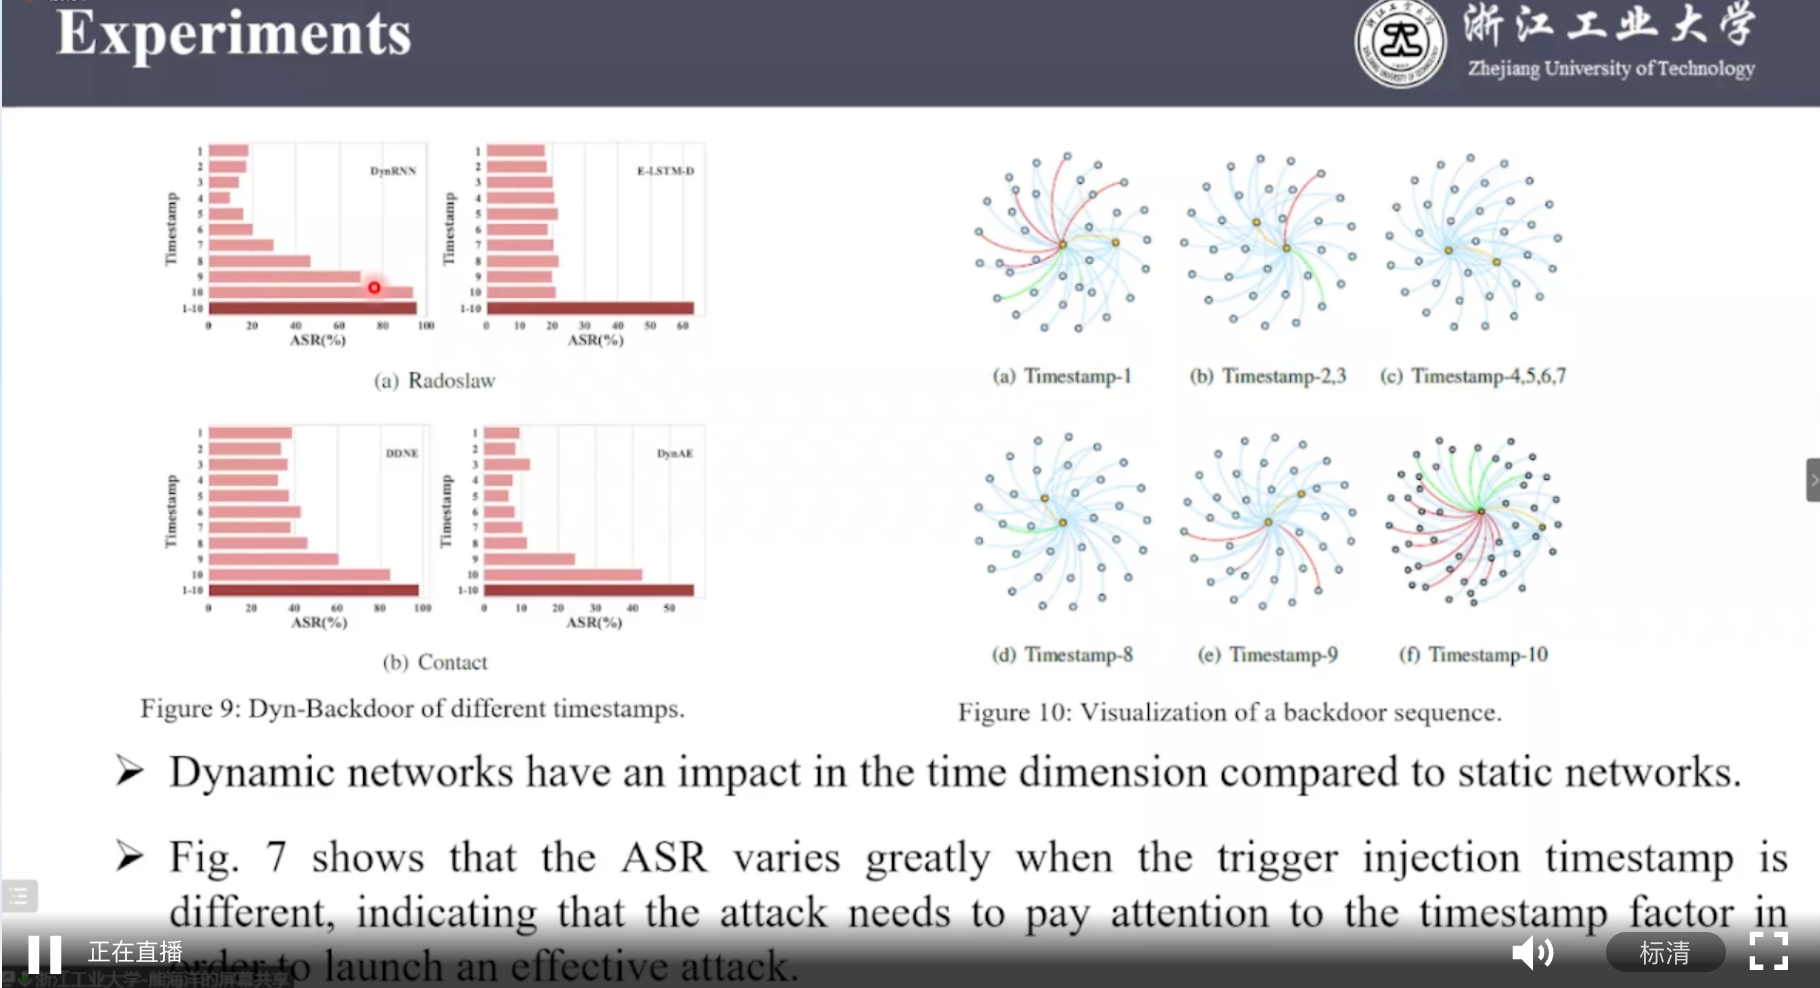 Experiments
浙江工业大学
Zhejiang University of Technology
1
2
3
4
5
6
7
8
9
10
1-10
Timestamp
DynRNN
0 20 40 60 80 100
ASR(%)
1
2
3
4
5
6
7
8
9
10
1-10
Timestamp
E-LSTM-D
0 10 20 30 40 50 60
ASR(%)
(a) Radoslaw
1
2
3
4
5
6
7
8
9
10
1-10
Timestamp
DDNE
0 20 40 60 80 100
ASR(%)
1
2
3
4
5
6
7
8
9
10
1-10
Timestamp
DynAE
0 10 20 30 40 50
ASR(%)
(b) Contact
Figure 9: Dyn-Backdoor of different timestamps.
(a) Timestamp-1
(b) Timestamp-2,3
(c) Timestamp-4,5,6,7
(d) Timestamp-8
(e) Timestamp-9
(f) Timestamp-10
Figure 10: Visualization of a backdoor sequence.
➢ Dynamic networks have an impact in the time dimension compared to static networks.
➢ Fig. 7 shows that the ASR varies greatly when the trigger injection timestamp is
different, indicating that the attack needs to pay attention to the timestamp factor in
order to launch an effective attack.
正在直播
标清
浙江工业大学-熊海洋的屏幕共享